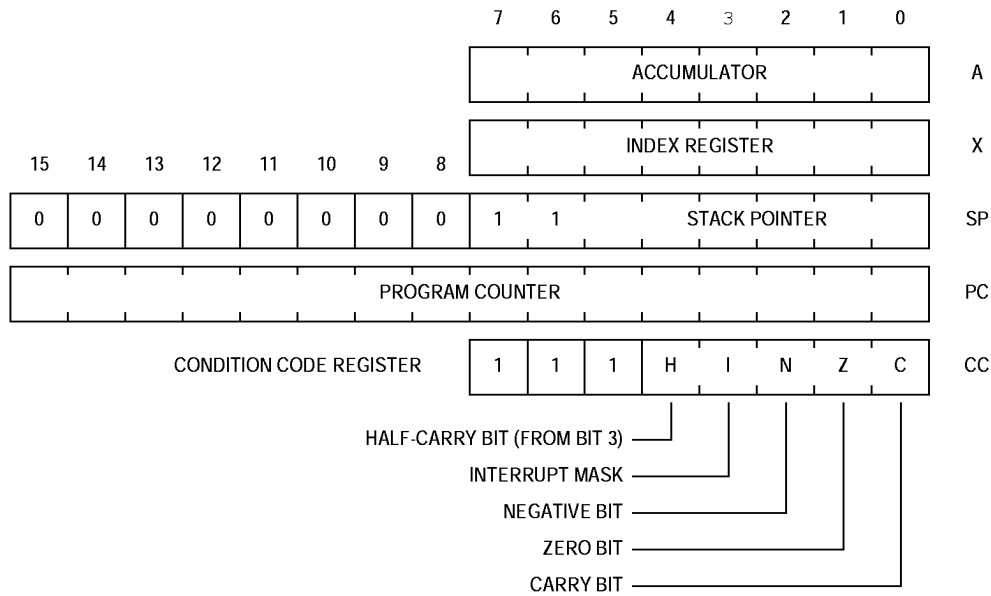 7 6 5 4 3 2 1 0
ACCUMULATOR A
INDEX REGISTER X
15 14 13 12 11 10 9 8
0 0 0 0 0 0 0 0 1 1 STACK POINTER SP
PROGRAM COUNTER PC
CONDITION CODE REGISTER 1 1 1 H I N Z C CC
HALF-CARRY BIT (FROM BIT 3)
INTERRUPT MASK
NEGATIVE BIT
ZERO BIT
CARRY BIT